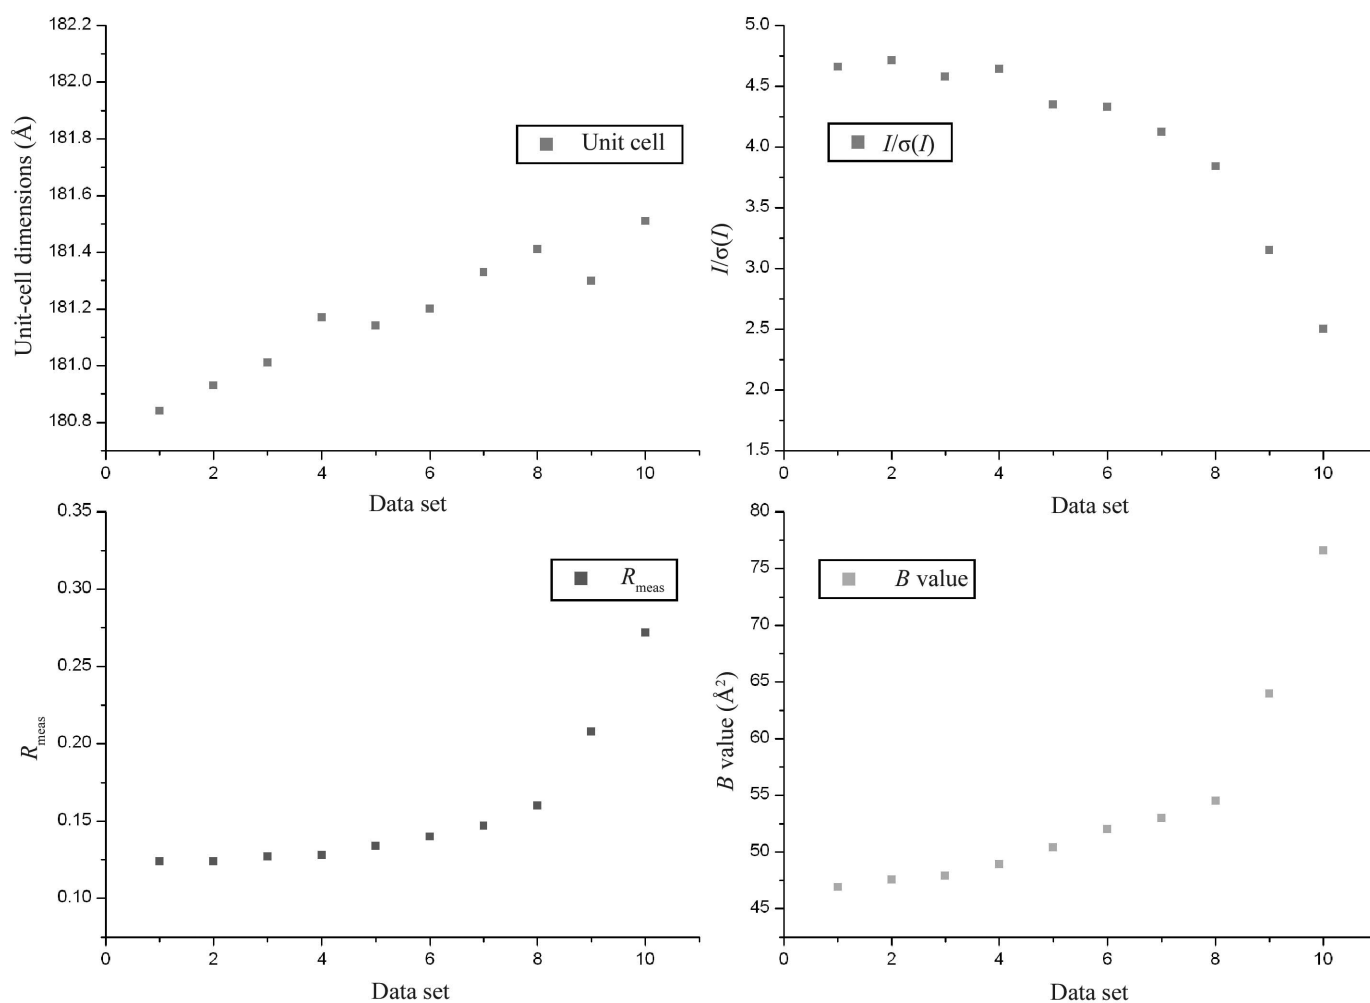 182.2
182.0
181.8
181.6
181.4
181.2
181.0
180.8
Unit-cell dimensions (Å)
Unit cell
0 2 4 6 8 10
Data set
5.0
4.5
4.0
3.5
3.0
2.5
2.0
1.5
I/σ(I)
I/σ(I)
0 2 4 6 8 10
Data set
0.35
0.30
0.25
0.20
0.15
0.10
R_meas
R_meas
0 2 4 6 8 10
Data set
80
75
70
65
60
55
50
45
B value (Å²)
B value
0 2 4 6 8 10
Data set